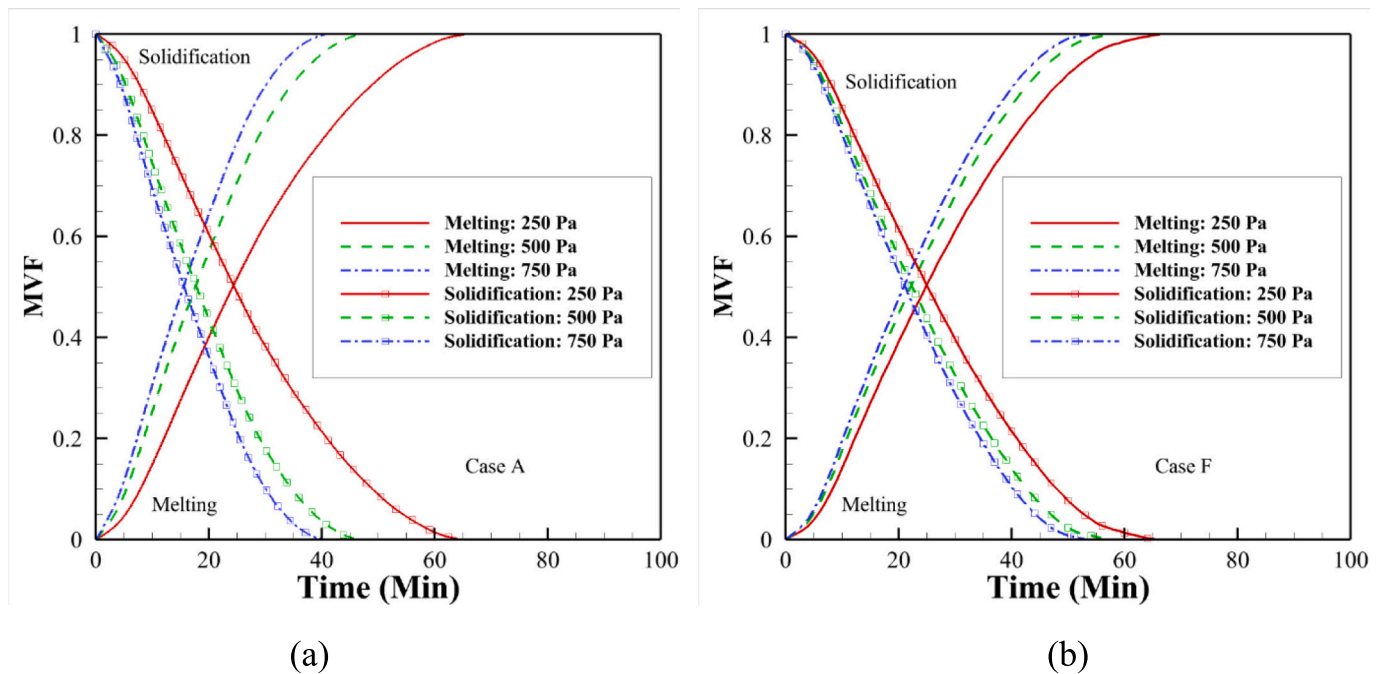 1
0.8
0.6
0.4
0.2
0
MVF
Solidification
Melting: 250 Pa
Melting: 500 Pa
Melting: 750 Pa
Solidification: 250 Pa
Solidification: 500 Pa
Solidification: 750 Pa
Case A
Melting
0 20 40 60 80 100
Time (Min)
(a)
1
0.8
0.6
0.4
0.2
0
MVF
Solidification
Melting: 250 Pa
Melting: 500 Pa
Melting: 750 Pa
Solidification: 250 Pa
Solidification: 500 Pa
Solidification: 750 Pa
Case F
Melting
0 20 40 60 80 100
Time (Min)
(b)